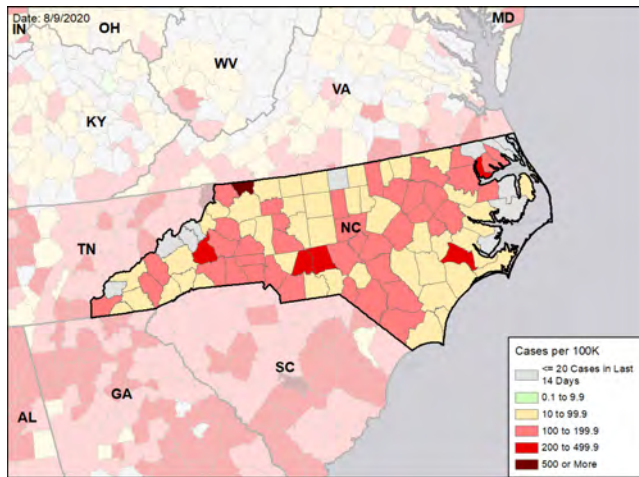 Date: 8/9/2020
IN
OH
MD
WV
VA
KY
NC
TN
SC
GA
AL
Cases per 100K
<= 20 Cases in Last
14 Days
0.1 to 9.9
10 to 99.9
100 to 199.9
200 to 499.9
500 or More